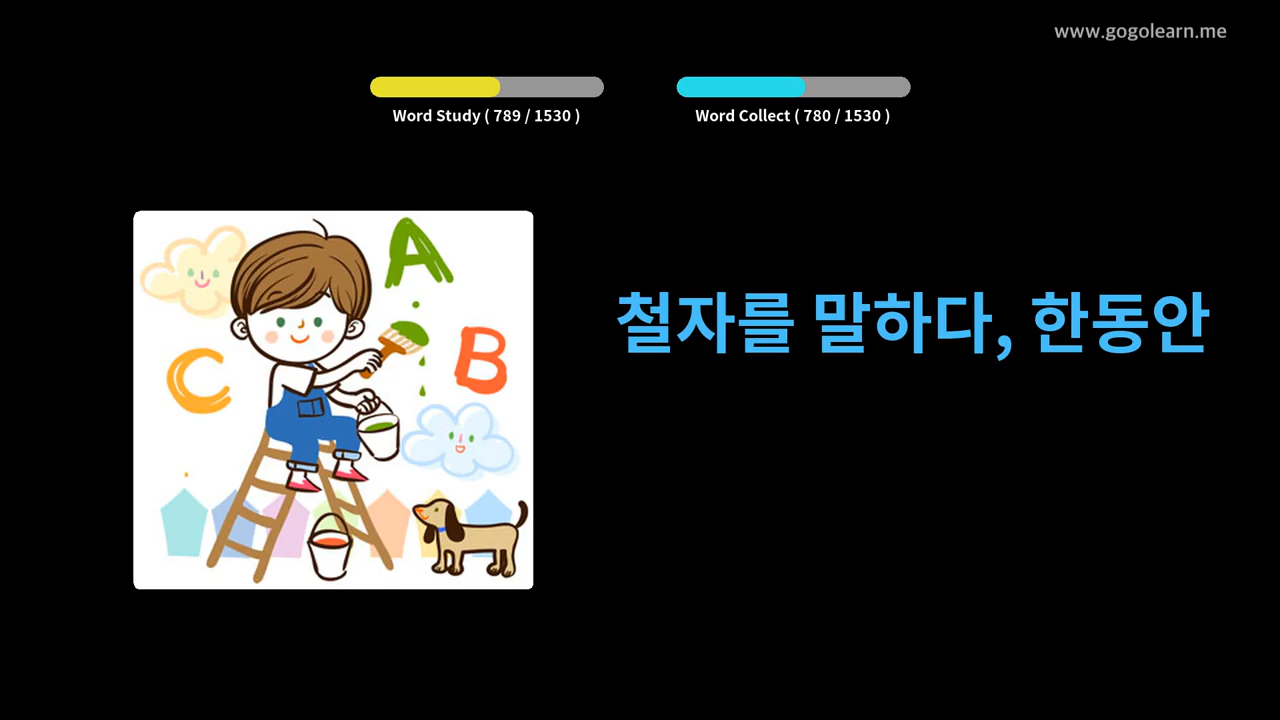 www.gogolearn.me
Word Study ( 789 / 1530 )
Word Collect ( 780 / 1530 )
A
B
C
철자를 말하다, 한동안